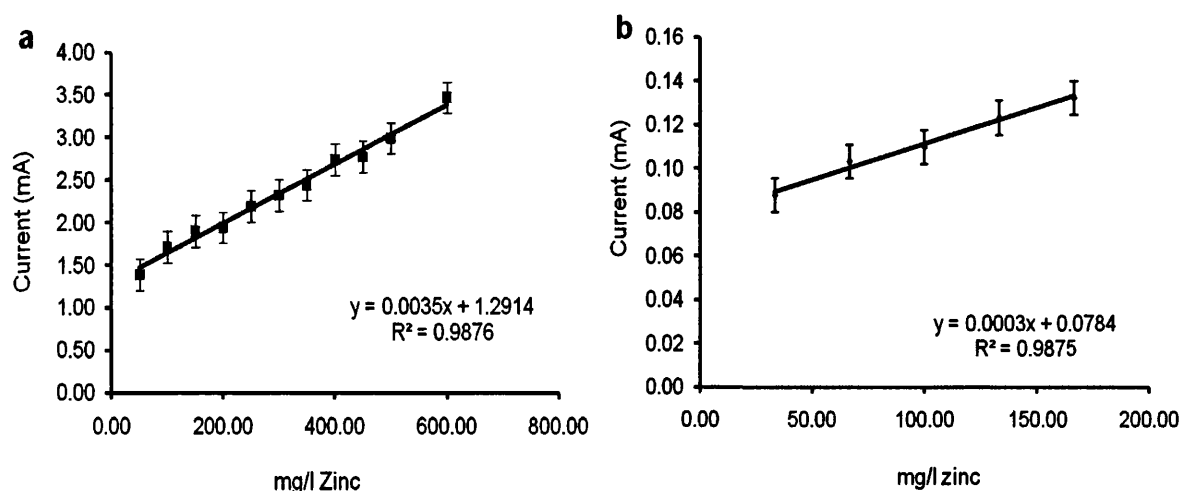 a
4.00
3.50
3.00
2.50
2.00
1.50
1.00
0.50
0.00
Current (mA)
y = 0.0035x + 1.2914
R² = 0.9876
0.00 200.00 400.00 600.00 800.00
mg/l Zinc
b
0.16
0.14
0.12
0.10
0.08
0.06
0.04
0.02
0.00
Current (mA)
y = 0.0003x + 0.0784
R² = 0.9875
0.00 50.00 100.00 150.00 200.00
mg/l zinc